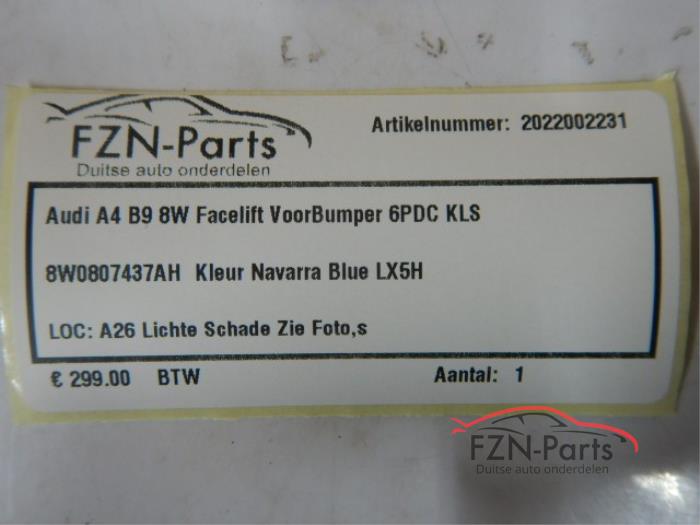 FZN-Parts
Duitse auto onderdelen
Artikelnummer: 2022002231
Audi A4 B9 8W Facelift VoorBumper 6PDC KLS
8W0807437AH Kleur Navarra Blue LX5H
LOC: A26 Lichte Schade Zie Foto,s
€ 299.00 BTW
Aantal: 1
FZN-Parts
Duitse auto onderdelen